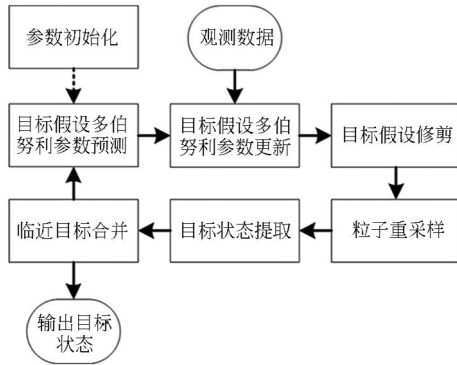 参数初始化
观测数据
目标假设多伯
努利参数预测
目标假设多伯
努利参数更新
目标假设修剪
临近目标合并
目标状态提取
粒子重采样
输出目标
状态